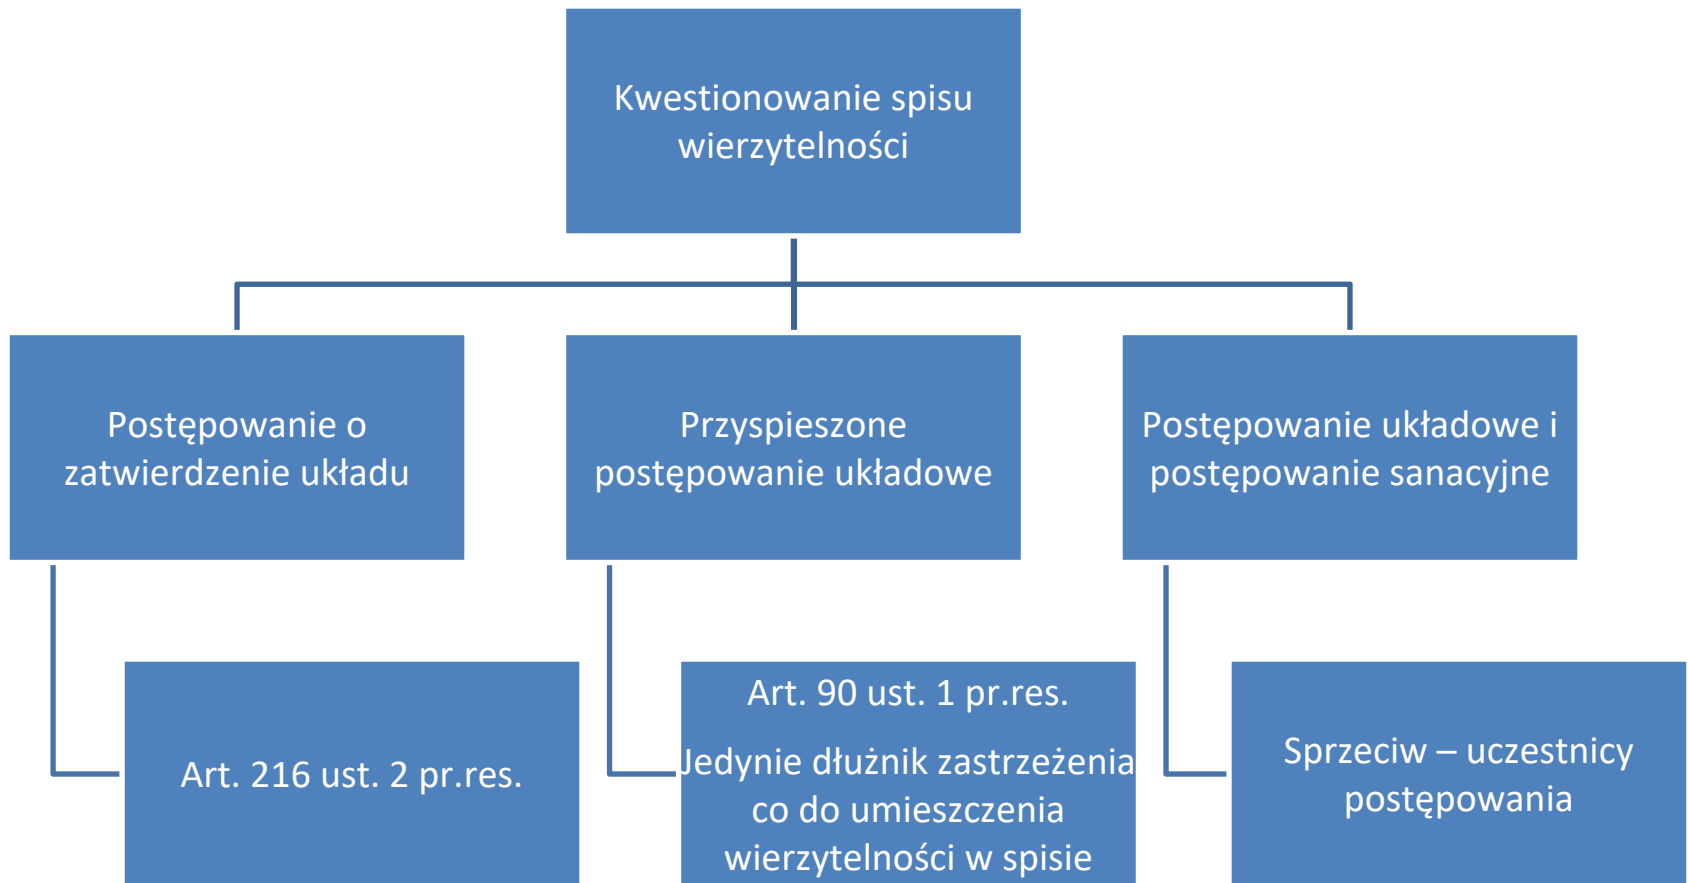 Kwestionowanie spisu
wierzytelności
Postępowanie o
zatwierdzenie układu
Przyspieszone
postępowanie układowe
Postępowanie układowe i
postępowanie sanacyjne
Art. 216 ust. 2 pr.res.
Art. 90 ust. 1 pr.res.
Jedynie dłużnik zastrzeżenia
co do umieszczenia
wierzytelności w spisie
Sprzeciw – uczestnicy
postępowania